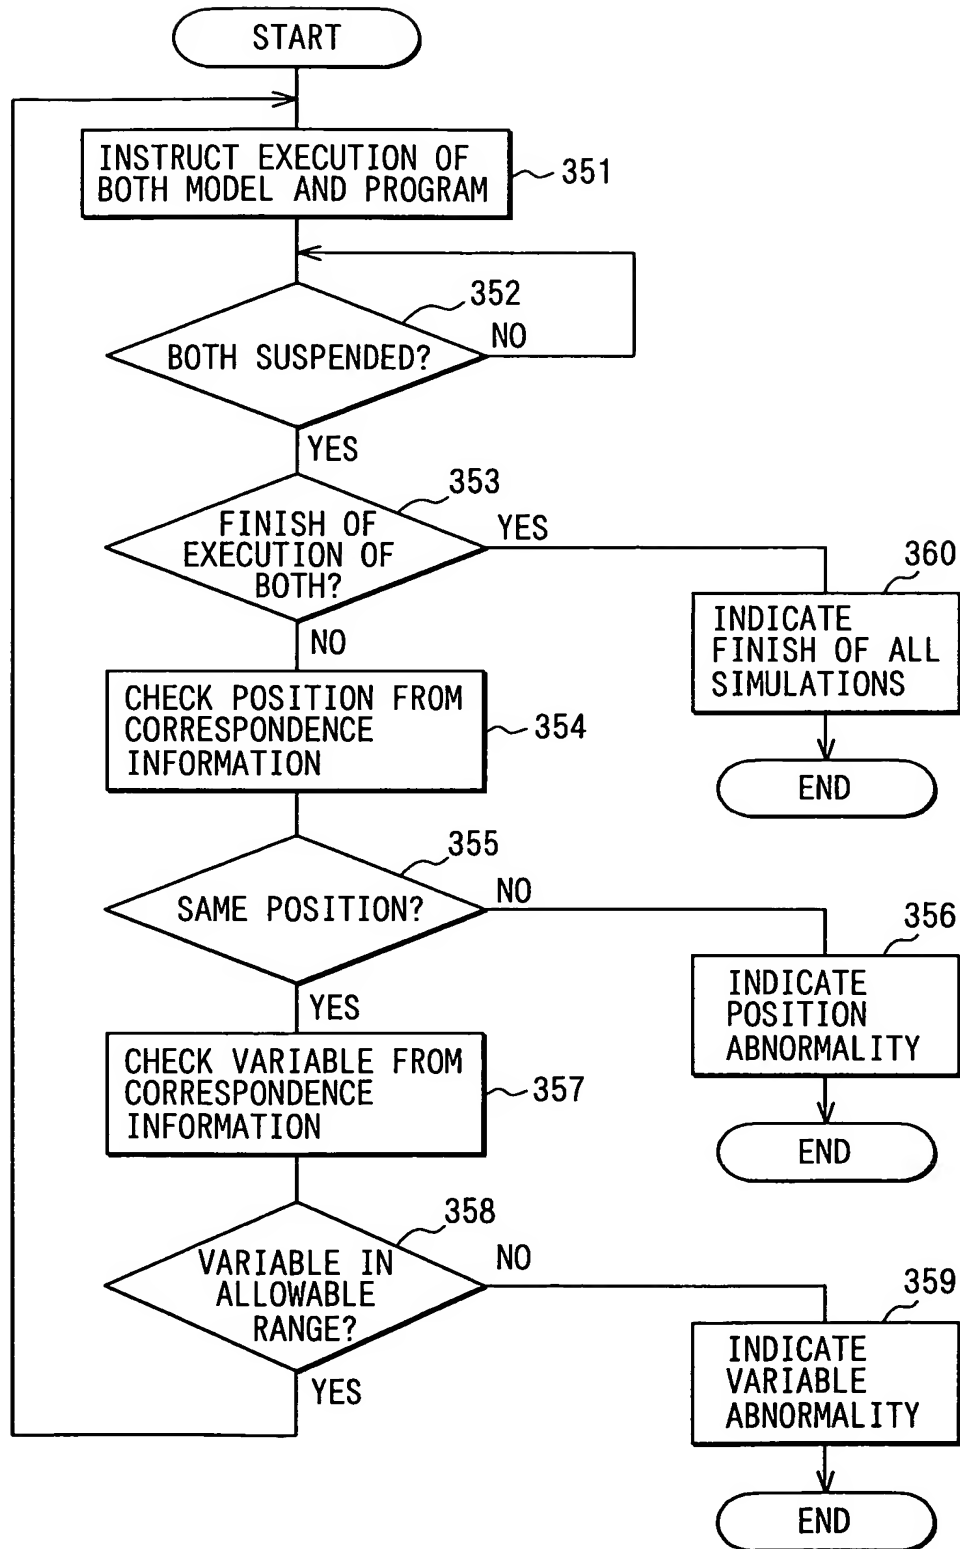 START
INSTRUCT EXECUTION OF
BOTH MODEL AND PROGRAM
351
352
BOTH SUSPENDED?
NO
YES
353
FINISH OF
EXECUTION OF
BOTH?
YES
NO
360
INDICATE
FINISH OF ALL
SIMULATIONS
END
CHECK POSITION FROM
CORRESPONDENCE
INFORMATION
354
355
SAME POSITION?
NO
YES
356
INDICATE
POSITION
ABNORMALITY
END
CHECK VARIABLE FROM
CORRESPONDENCE
INFORMATION
357
358
VARIABLE IN
ALLOWABLE
RANGE?
NO
YES
359
INDICATE
VARIABLE
ABNORMALITY
END